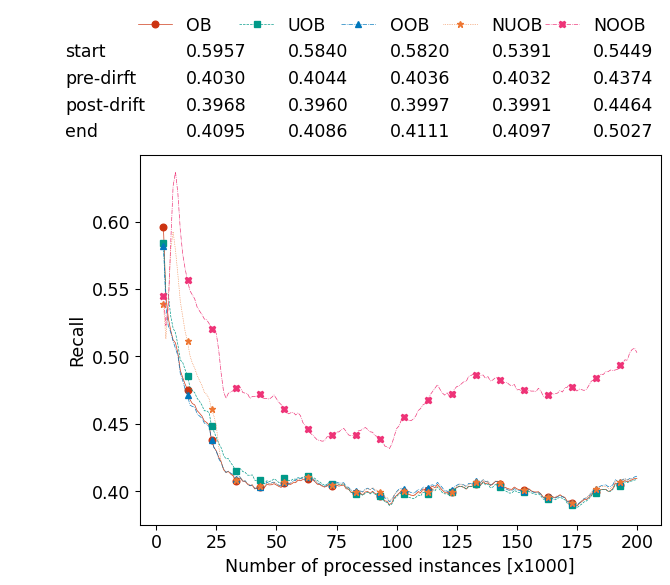 OB UOB OOB NUOB NOOB
start 0.5957 0.5840 0.5820 0.5391 0.5449
pre-dirft 0.4030 0.4044 0.4036 0.4032 0.4374
post-drift 0.3968 0.3960 0.3997 0.3991 0.4464
end 0.4095 0.4086 0.4111 0.4097 0.5027
0.60
0.55
0.50
0.45
0.40
Recall
0 25 50 75 100 125 150 175 200
Number of processed instances [x1000]